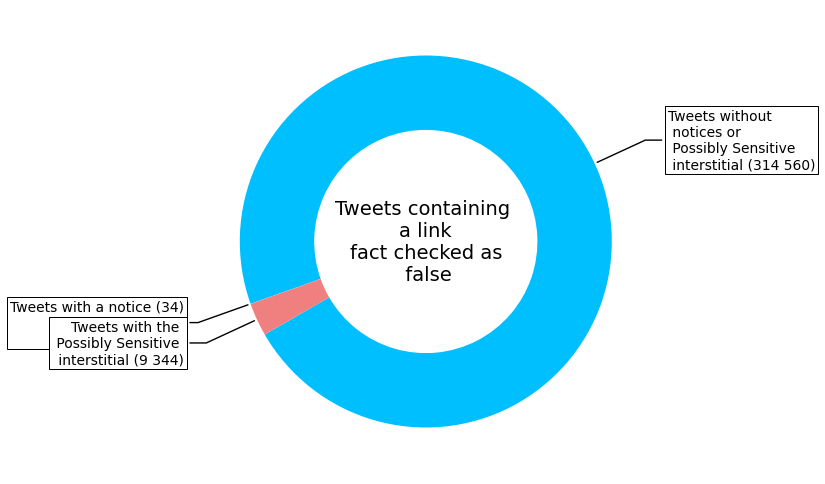 Tweets without
notices or
Possibly Sensitive
interstitial (314 560)
Tweets containing
a link
fact checked as
false
Tweets with a notice (34)
Tweets with the
Possibly Sensitive
interstitial (9 344)